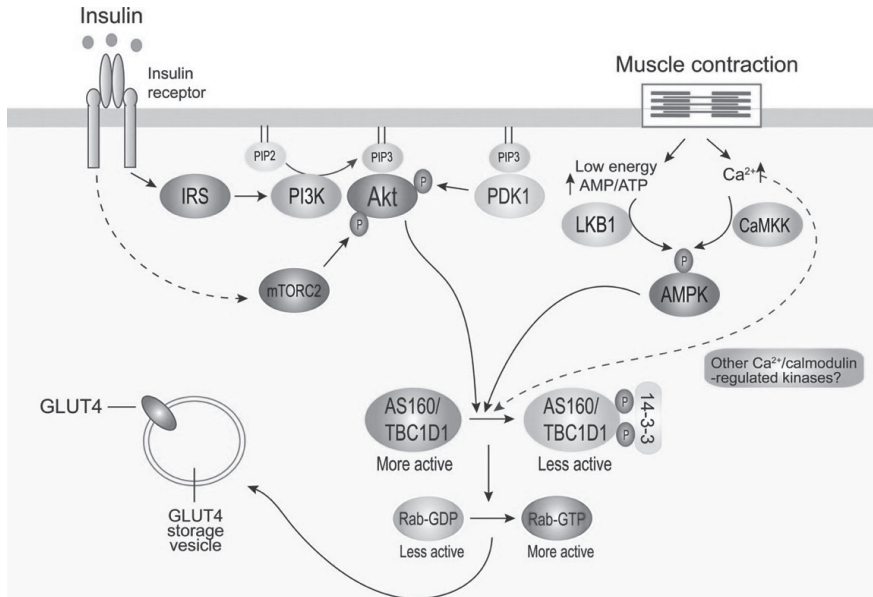 Insulin
Insulin
receptor
Muscle contraction
PIP2
PIP3
PIP3
IRS
PI3K
Akt
P
PDK1
P
mTORC2
Low energy
AMP/ATP
Ca²⁺
LKB1
CaMKK
P
AMPK
Other Ca²⁺/calmodulin
-regulated kinases?
GLUT4
GLUT4
storage
vesicle
AS160/
TBC1D1
More active
AS160/
TBC1D1
Less active
P
P
14-3-3
Rab-GDP
Less active
Rab-GTP
More active